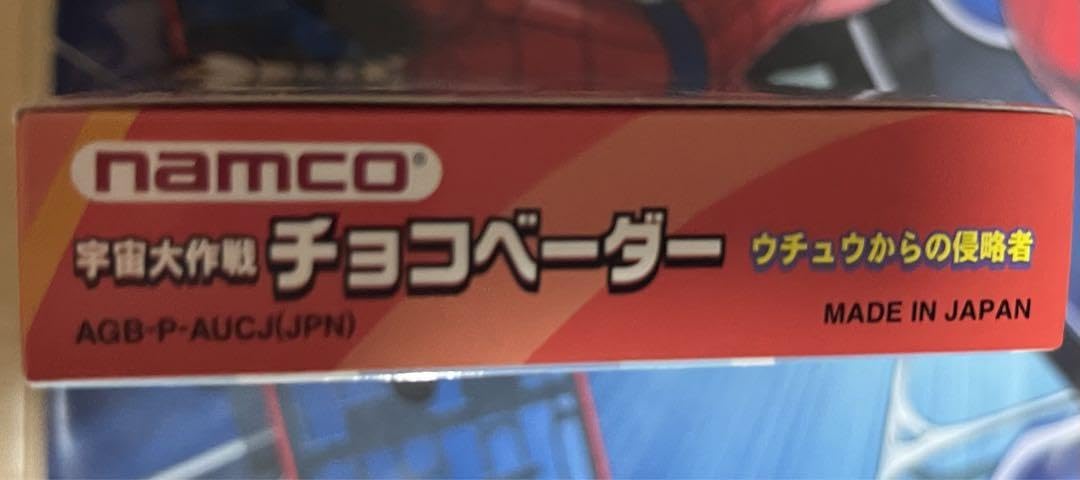 namco®
宇宙大作戦 チョコベーダー ウチュウからの侵略者
AGB-P-AUCJ(JPN)
MADE IN JAPAN